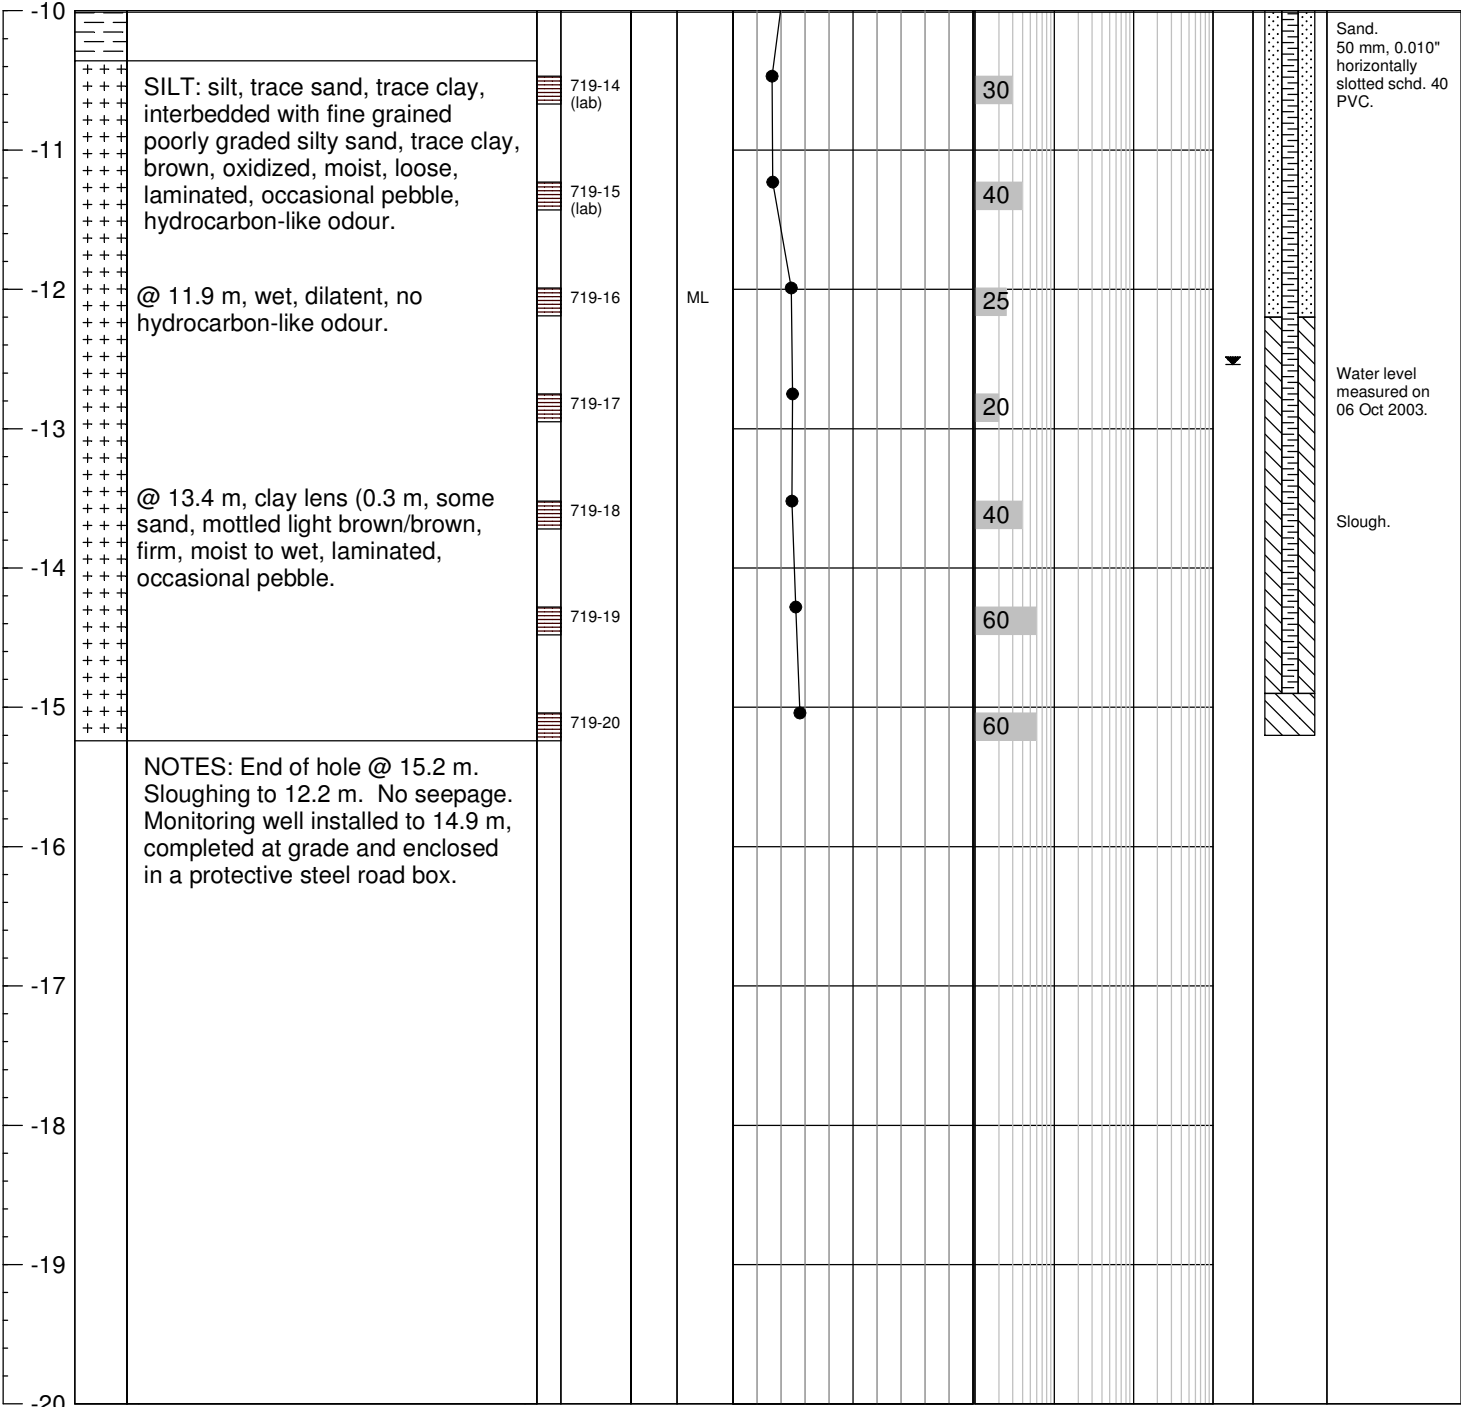 -10
Sand.
50 mm, 0.010"
horizontally
slotted schd. 40
PVC.
SILT: silt, trace sand, trace clay,
interbedded with fine grained
poorly graded silty sand, trace clay,
brown, oxidized, moist, loose,
laminated, occasional pebble,
hydrocarbon-like odour.
719-14
(lab)
30
-11
719-15
(lab)
40
-12
@ 11.9 m, wet, dilatent, no
hydrocarbon-like odour.
719-16
ML
25
Water level
measured on
06 Oct 2003.
719-17
20
-13
@ 13.4 m, clay lens (0.3 m, some
sand, mottled light brown/brown,
firm, moist to wet, laminated,
occasional pebble.
719-18
40
Slough.
-14
719-19
60
-15
719-20
60
NOTES: End of hole @ 15.2 m.
Sloughing to 12.2 m. No seepage.
Monitoring well installed to 14.9 m,
completed at grade and enclosed
in a protective steel road box.
-16
-17
-18
-19
-20